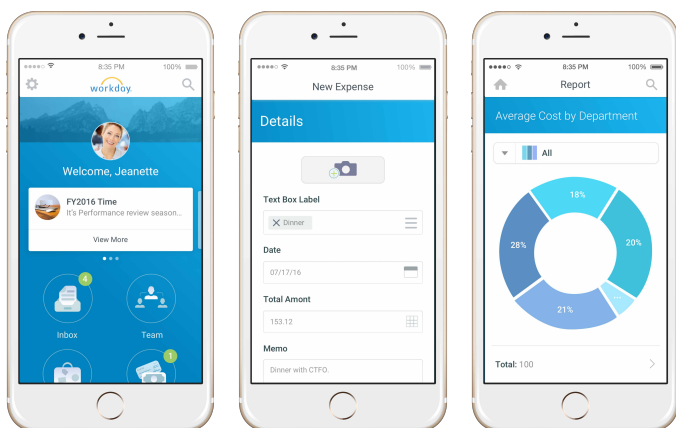 8:35 PM
100%
workday.
Welcome, Jeanette
FY2016 Time
It's Performance review season...
View More
4
Inbox
Team
1
8:35 PM
100%
New Expense
Details
Text Box Label
Dinner
Date
07/17/16
Total Amont
153.12
Memo
Dinner with CTFO.
8:35 PM
100%
Report
Average Cost by Department
All
18%
28%
20%
21%
Total: 100